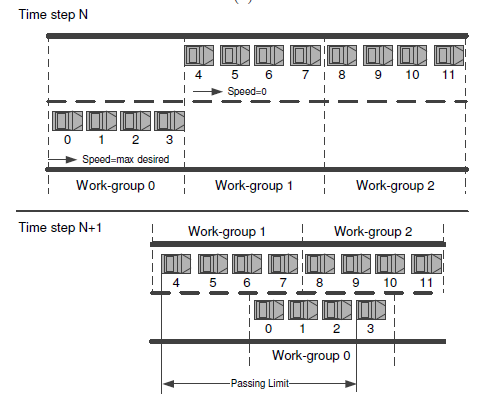 Time step N
4 5 6 7 8 9 10 11
Speed=0
0 1 2 3
Speed=max desired
Work-group 0 Work-group 1 Work-group 2
Time step N+1
Work-group 1 Work-group 2
4 5 6 7 8 9 10 11
0 1 2 3
Work-group 0
Passing Limit